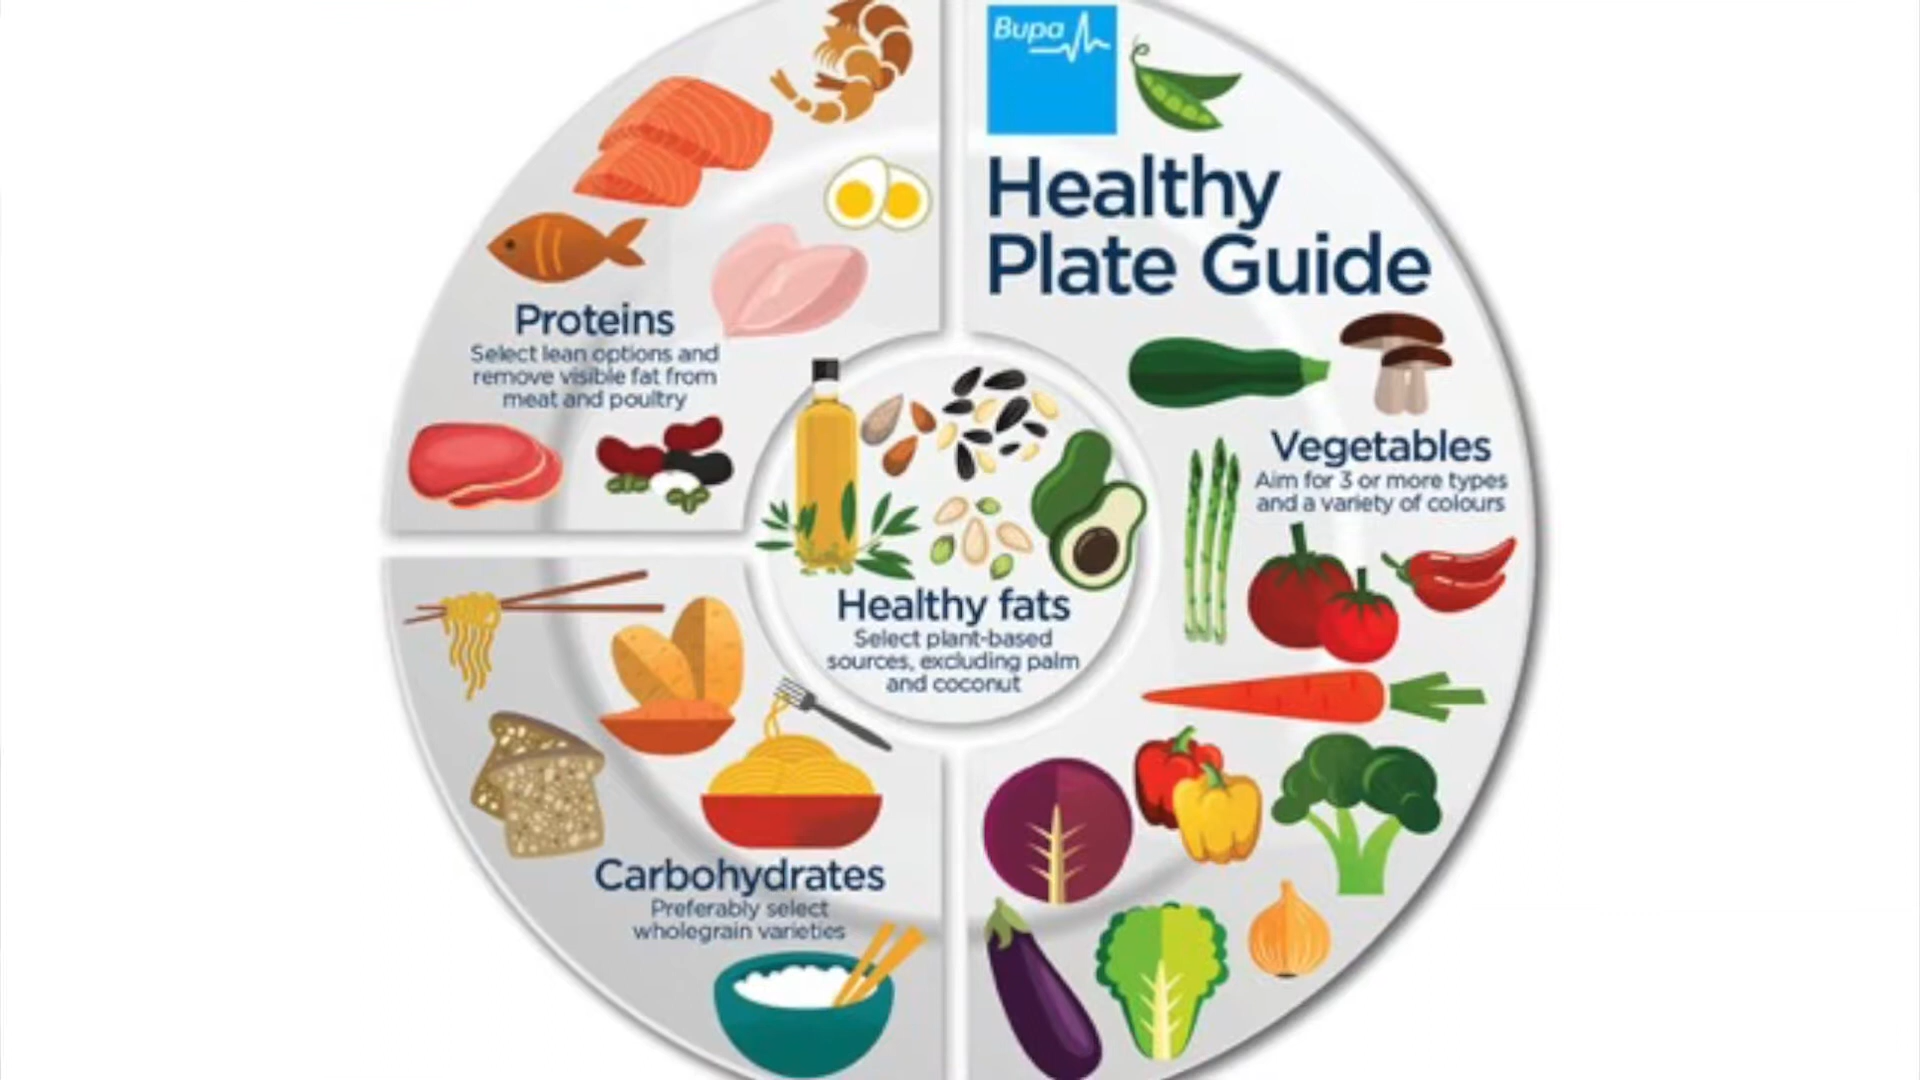 Bupa
Healthy
Plate Guide
Proteins
Select lean options and
remove visible fat from
meat and poultry
Vegetables
Aim for 3 or more types
and a variety of colours
Healthy fats
Select plant-based
sources, excluding palm
and coconut
Carbohydrates
Preferably select
wholegrain varieties